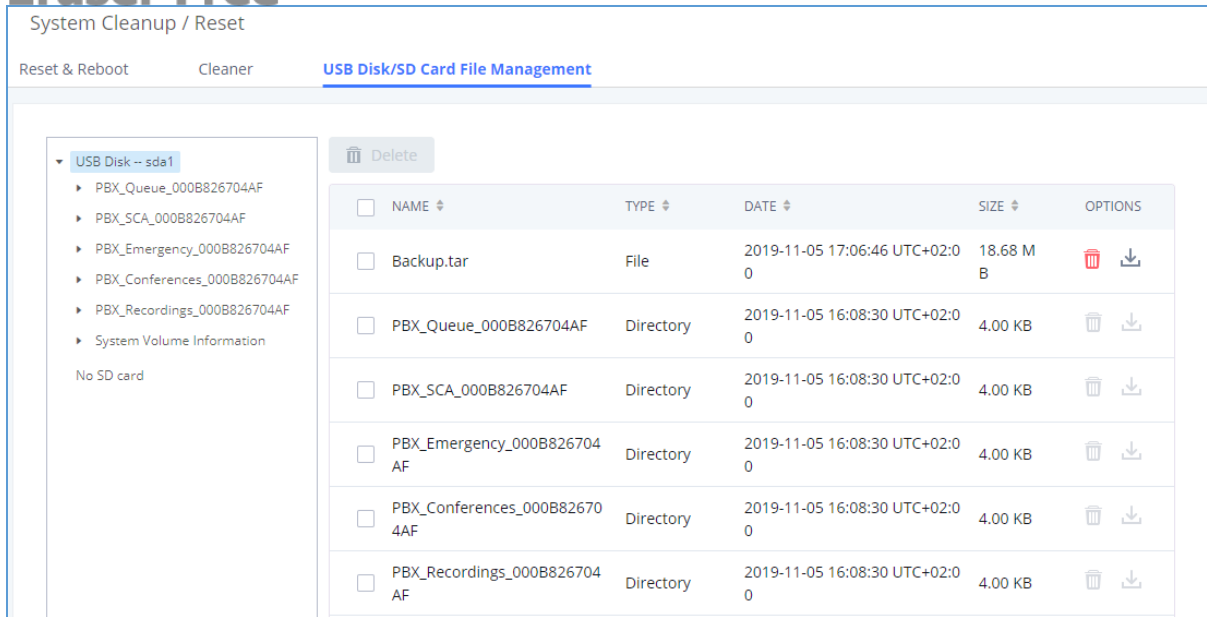 System Cleanup / Reset
Reset & Reboot Cleaner USB Disk/SD Card File Management
USB Disk -- sda1
PBX_Queue_000B826704AF
PBX_SCA_000B826704AF
PBX_Emergency_000B826704AF
PBX_Conferences_000B826704AF
PBX_Recordings_000B826704AF
System Volume Information
No SD card
Delete
NAME TYPE DATE SIZE OPTIONS
Backup.tar File 2019-11-05 17:06:46 UTC+02:0 18.68 M
0 B
PBX_Queue_000B826704AF Directory 2019-11-05 16:08:30 UTC+02:0 4.00 KB
0
PBX_SCA_000B826704AF Directory 2019-11-05 16:08:30 UTC+02:0 4.00 KB
0
PBX_Emergency_000B826704 Directory 2019-11-05 16:08:30 UTC+02:0 4.00 KB
AF 0
PBX_Conferences_000B82670 Directory 2019-11-05 16:08:30 UTC+02:0 4.00 KB
4AF 0
PBX_Recordings_000B826704 Directory 2019-11-05 16:08:30 UTC+02:0 4.00 KB
AF 0